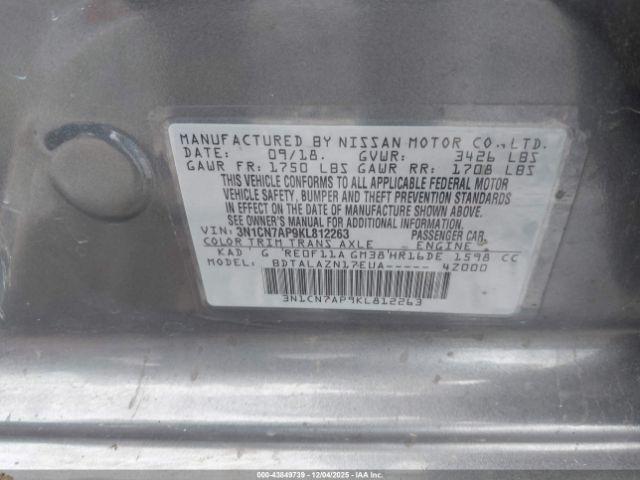 MANUFACTURED BY NISSAN MOTOR CO., LTD.
DATE: 09/18. GVWR: 3426 LBS
GAWR FR: 1750 LBS GAWR RR: 1708 LBS
THIS VEHICLE CONFORMS TO ALL APPLICABLE FEDERAL MOTOR
VEHICLE SAFETY, BUMPER AND THEFT PREVENTION STANDARDS
IN EFFECT ON THE DATE OF MANUFACTURE SHOWN ABOVE.
SEE OWNER'S MANUAL FOR ADDITIONAL INFORMATION
VIN: 3N1CN7AP9KL812263 PASSENGER CAR
COLOR TRIM TRANS AXLE ENGINE
KAD G RE0F11A GM38 HR16DE 1598 CC
MODEL: BDTALAZN17EUA----- 4Z000
3N1CN7AP9KL812263
000-43849739 - 12/04/2025 - IAA Inc.